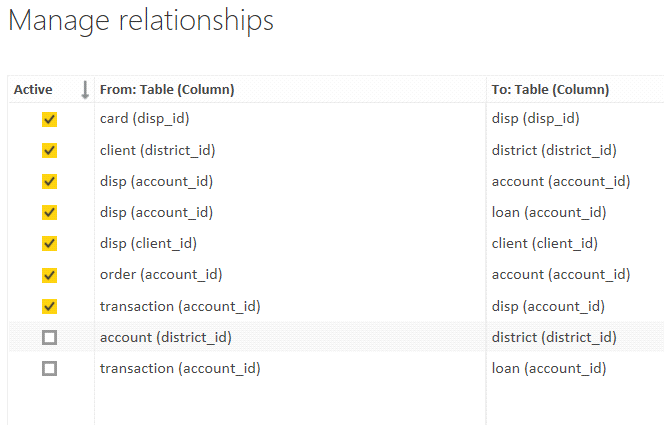 Manage relationships
Active From: Table (Column) To: Table (Column)
card (disp_id) disp (disp_id)
client (district_id) district (district_id)
disp (account_id) account (account_id)
disp (account_id) loan (account_id)
disp (client_id) client (client_id)
order (account_id) account (account_id)
transaction (account_id) disp (account_id)
account (district_id) district (district_id)
transaction (account_id) loan (account_id)